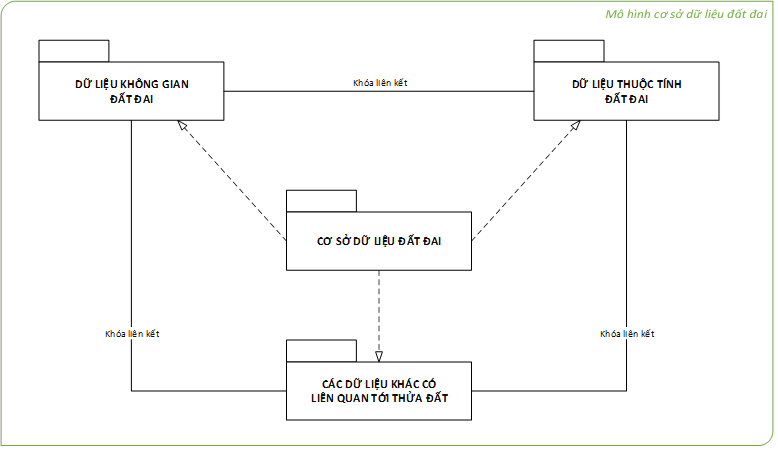 Mô hình cơ sở dữ liệu đất đai
DỮ LIỆU KHÔNG GIAN
ĐẤT ĐAI
Khóa liên kết
DỮ LIỆU THUỘC TÍNH
ĐẤT ĐAI
CƠ SỞ DỮ LIỆU ĐẤT ĐAI
Khóa liên kết
Khóa liên kết
CÁC DỮ LIỆU KHÁC CÓ
LIÊN QUAN TỚI THỬA ĐẤT